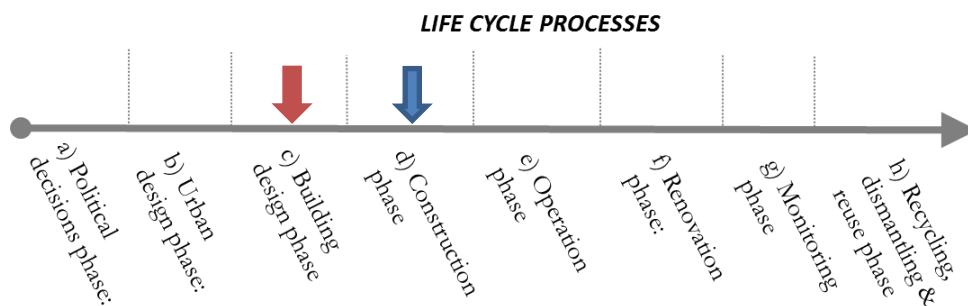 LIFE CYCLE PROCESSES
a) Political
decisions phase:
b) Urban
design phase:
c) Building
design phase
d) Construction
phase
e) Operation
phase
f) Renovation
phase:
g) Monitoring
phase
h) Recycling,
dismantling &
reuse phase